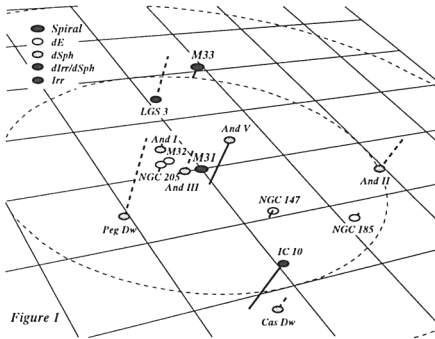 Spiral
dE
dSph
dIrr/dSph
Irr
M33
LGS 3
And V
And I
M32
M31
NGC 205
And III
And II
NGC 147
NGC 185
Peg Dw
IC 10
Cas Dw
Figure 1